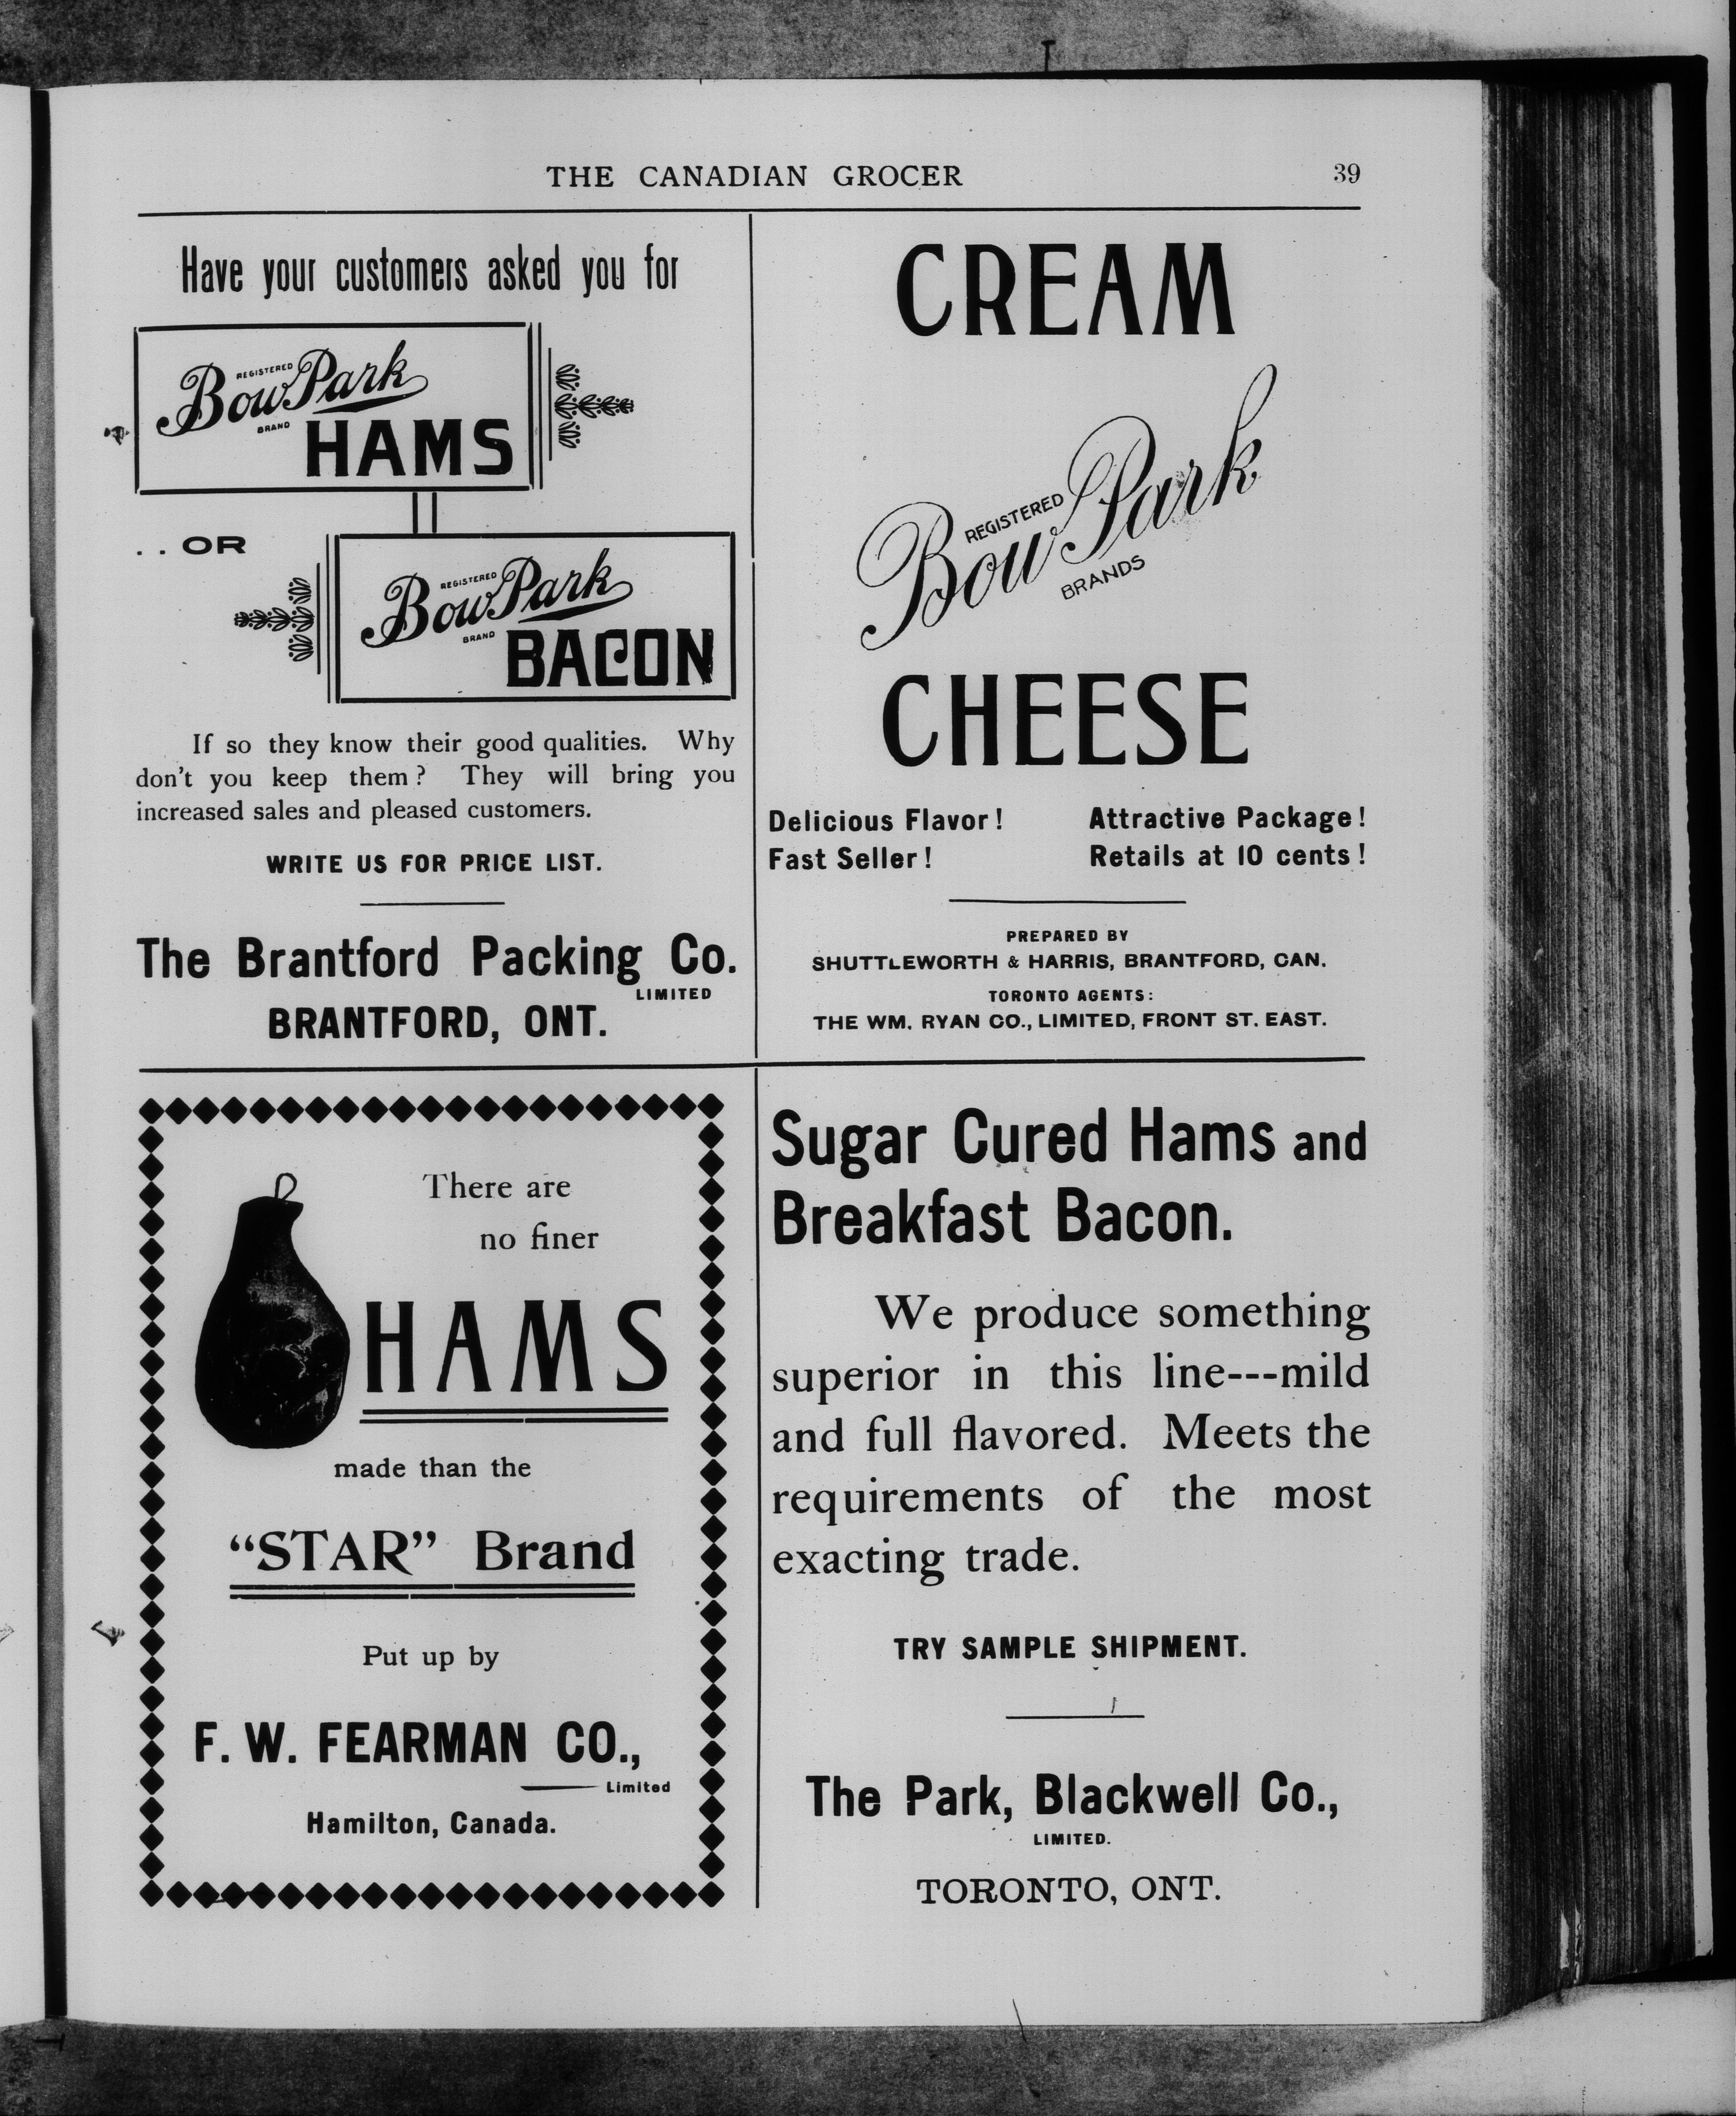 THE CANADIAN GROCER
39
Have your customers asked you for
REGISTERED
Bow Park
BRAND
HAMS
. . OR
REGISTERED
Bow Park
BRAND
BACON
If so they know their good qualities. Why
don't you keep them? They will bring you
increased sales and pleased customers.
WRITE US FOR PRICE LIST.
The Brantford Packing Co.
LIMITED
BRANTFORD, ONT.
CREAM
REGISTERED
Bow Park
BRANDS
CHEESE
Delicious Flavor! Attractive Package!
Fast Seller! Retails at 10 cents!
PREPARED BY
SHUTTLEWORTH & HARRIS, BRANTFORD, CAN.
TORONTO AGENTS:
THE WM. RYAN CO., LIMITED, FRONT ST. EAST.
There are
no finer
HAMS
made than the
"STAR" Brand
Put up by
F. W. FEARMAN CO.,
Limited
Hamilton, Canada.
Sugar Cured Hams and
Breakfast Bacon.
We produce something
superior in this line---mild
and full flavored. Meets the
requirements of the most
exacting trade.
TRY SAMPLE SHIPMENT.
The Park, Blackwell Co.,
LIMITED.
TORONTO, ONT.